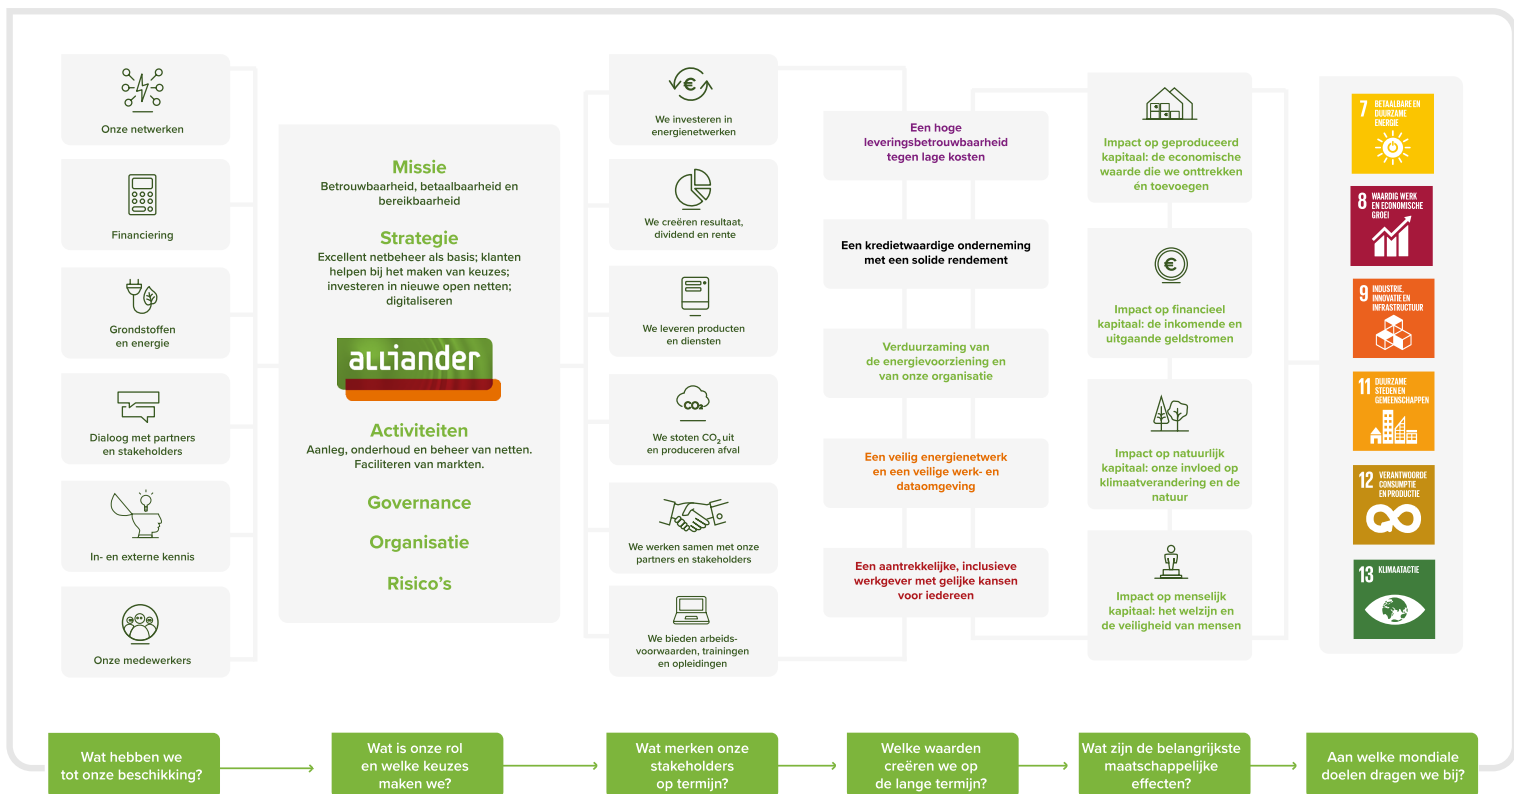 Onze netwerken
Financiering
Grondstoffen
en energie
Dialoog met partners
en stakeholders
In- en externe kennis
Onze medewerkers
Missie
Betrouwbaarheid, betaalbaarheid en
bereikbaarheid
Strategie
Excellent netbeheer als basis; klanten
helpen bij het maken van keuzes;
investeren in nieuwe open netten;
digitaliseren
alliander
Activiteiten
Aanleg, onderhoud en beheer van netten.
Faciliteren van markten.
Governance
Organisatie
Risico's
€
We investeren in
energienetwerken
We creëren resultaat,
dividend en rente
We leveren producten
en diensten
CO₂
We stoten CO₂ uit
en produceren afval
We werken samen met onze
partners en stakeholders
We bieden arbeids-
voorwaarden, trainingen
en opleidingen
Een hoge
leveringsbetrouwbaarheid
tegen lage kosten
Een kredietwaardige onderneming
met een solide rendement
Verduurzaming van
de energievoorziening en
van onze organisatie
Een veilig energienetwerk
en een veilige werk- en
dataomgeving
Een aantrekkelijke, inclusieve
werkgever met gelijke kansen
voor iedereen
Impact op geproduceerd
kapitaal: de economische
waarde die we onttrekken
én toevoegen
€
Impact op financieel
kapitaal: de inkomende en
uitgaande geldstromen
Impact op natuurlijk
kapitaal: onze invloed op
klimaatverandering en de
natuur
Impact op menselijk
kapitaal: het welzijn en
de veiligheid van mensen
7 BETAALBARE EN
DUURZAME
ENERGIE
8 WAARDIG WERK
EN ECONOMISCHE
GROEI
9 INDUSTRIE,
INNOVATIE EN
INFRASTRUCTUUR
11 DUURZAME
STEDEN EN
GEMEENSCHAPPEN
12 VERANTWOORDE
CONSUMPTIE
EN PRODUCTIE
13 KLIMAATACTIE
Wat hebben we
tot onze beschikking?
Wat is onze rol
en welke keuzes
maken we?
Wat merken onze
stakeholders
op termijn?
Welke waarden
creëren we op
de lange termijn?
Wat zijn de belangrijkste
maatschappelijke
effecten?
Aan welke mondiale
doelen dragen we bij?